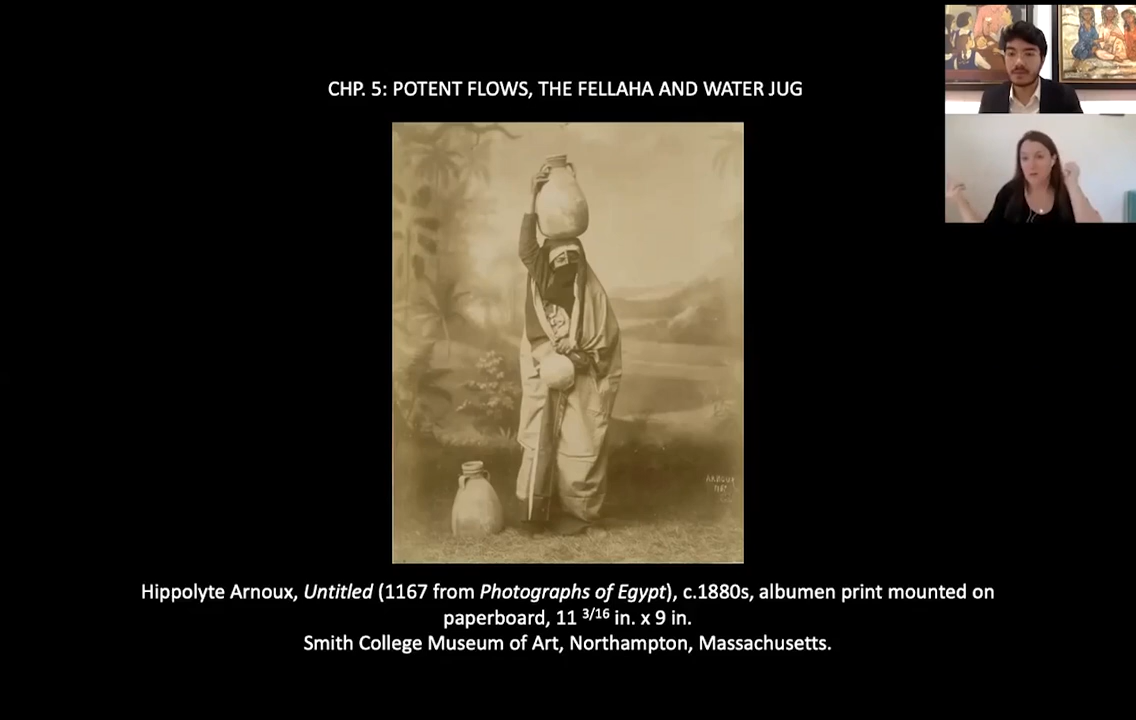 CHP. 5: POTENT FLOWS, THE FELLAHA AND WATER JUG
ARNOUX
Hippolyte Arnoux, Untitled (1167 from Photographs of Egypt), c.1880s, albumen print mounted on
paperboard, 11 3/16 in. x 9 in.
Smith College Museum of Art, Northampton, Massachusetts.